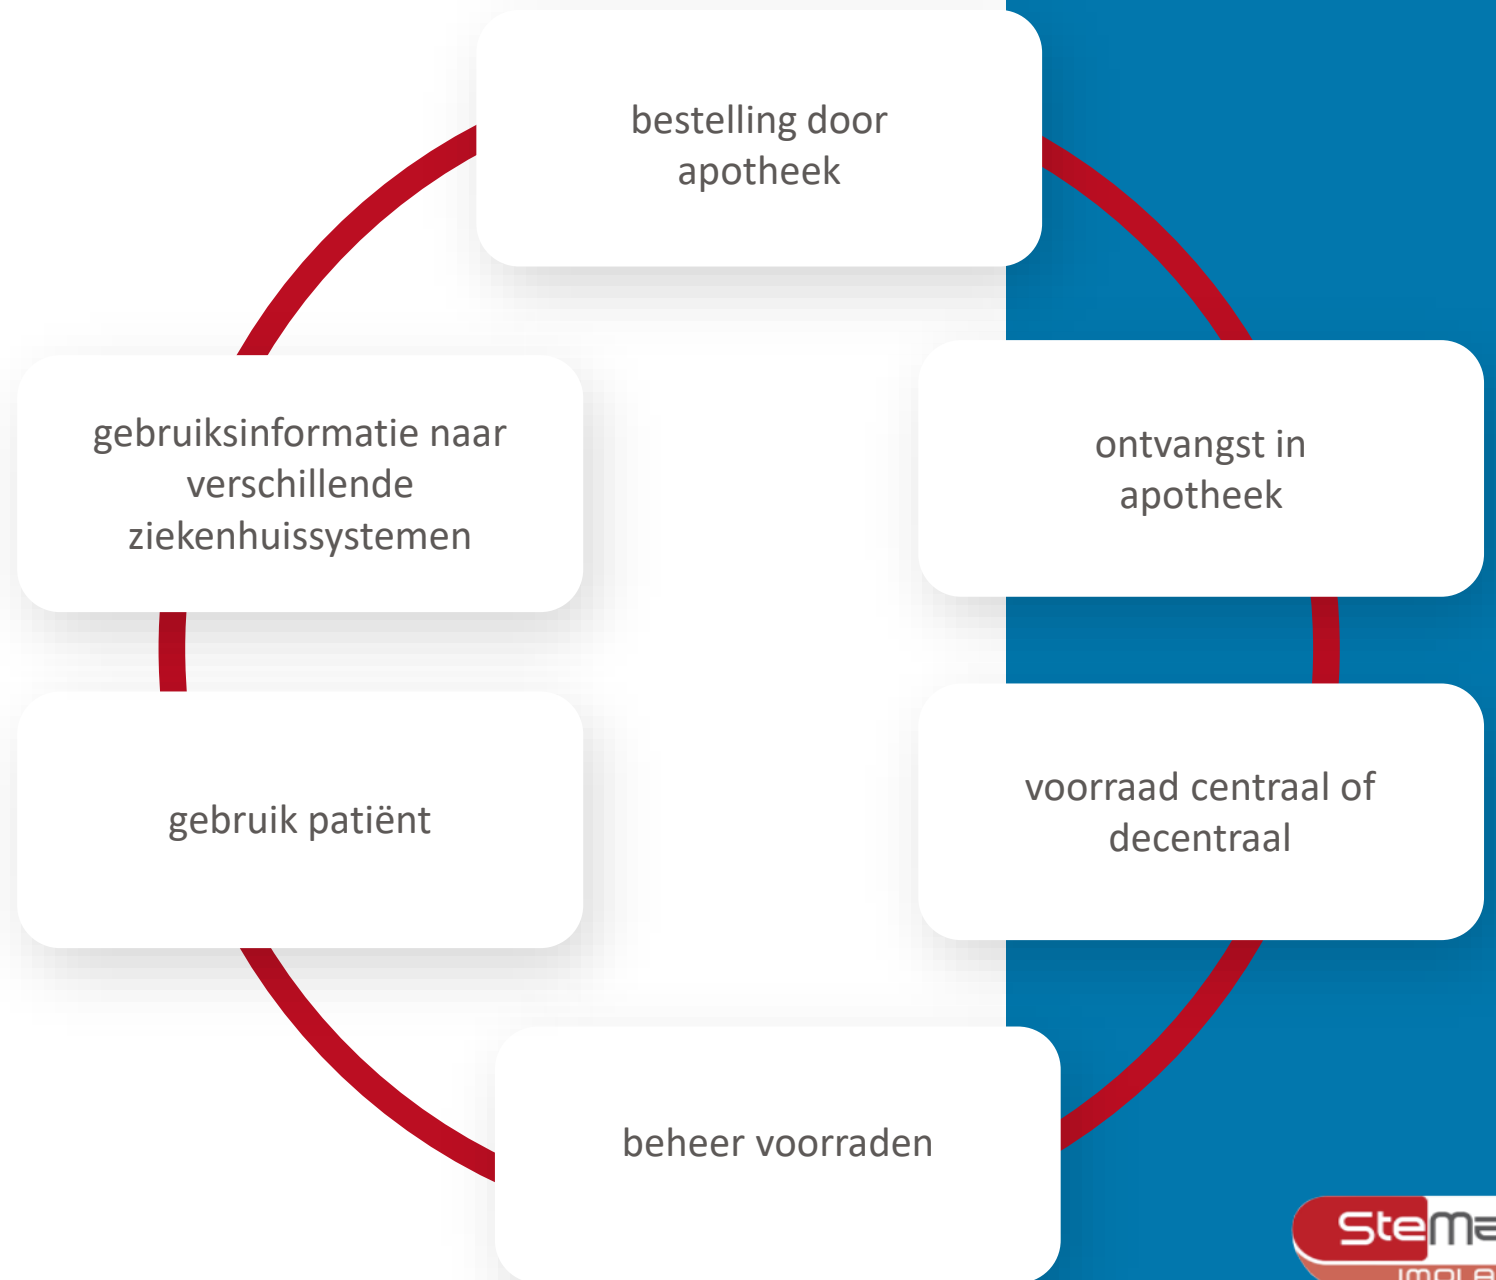 bestelling door
apotheek
ontvangst in
apotheek
voorraad centraal of
decentraal
beheer voorraden
gebruik patiënt
gebruiksinformatie naar
verschillende
ziekenhuissystemen